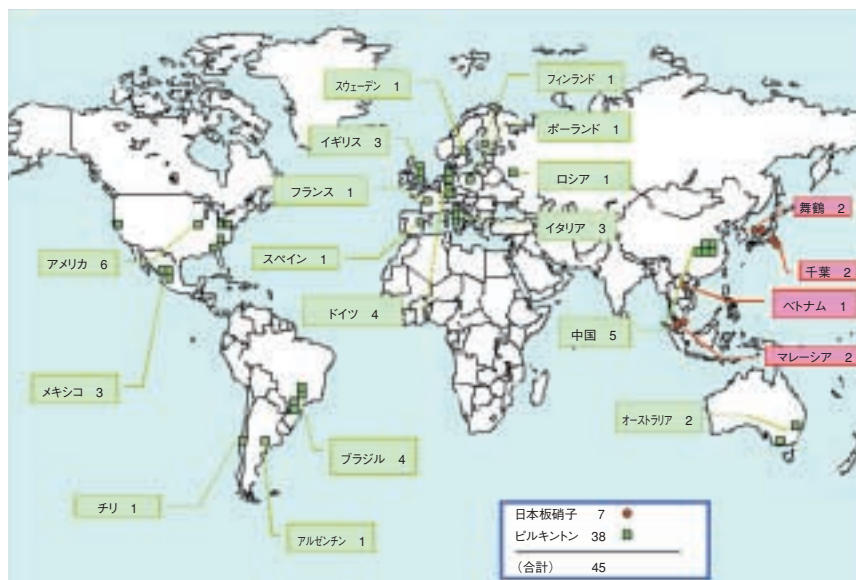 スウェーデン 1
フィンランド 1
イギリス 3
ポーランド 1
フランス 1
ロシア 1
舞鶴 2
アメリカ 6
スペイン 1
イタリア 3
千葉 2
ドイツ 4
中国 5
ベトナム 1
マレーシア 2
メキシコ 3
オーストラリア 2
ブラジル 4
チリ 1
アルゼンチン 1
日本板硝子 7
ピルキントン 38
（合計） 45